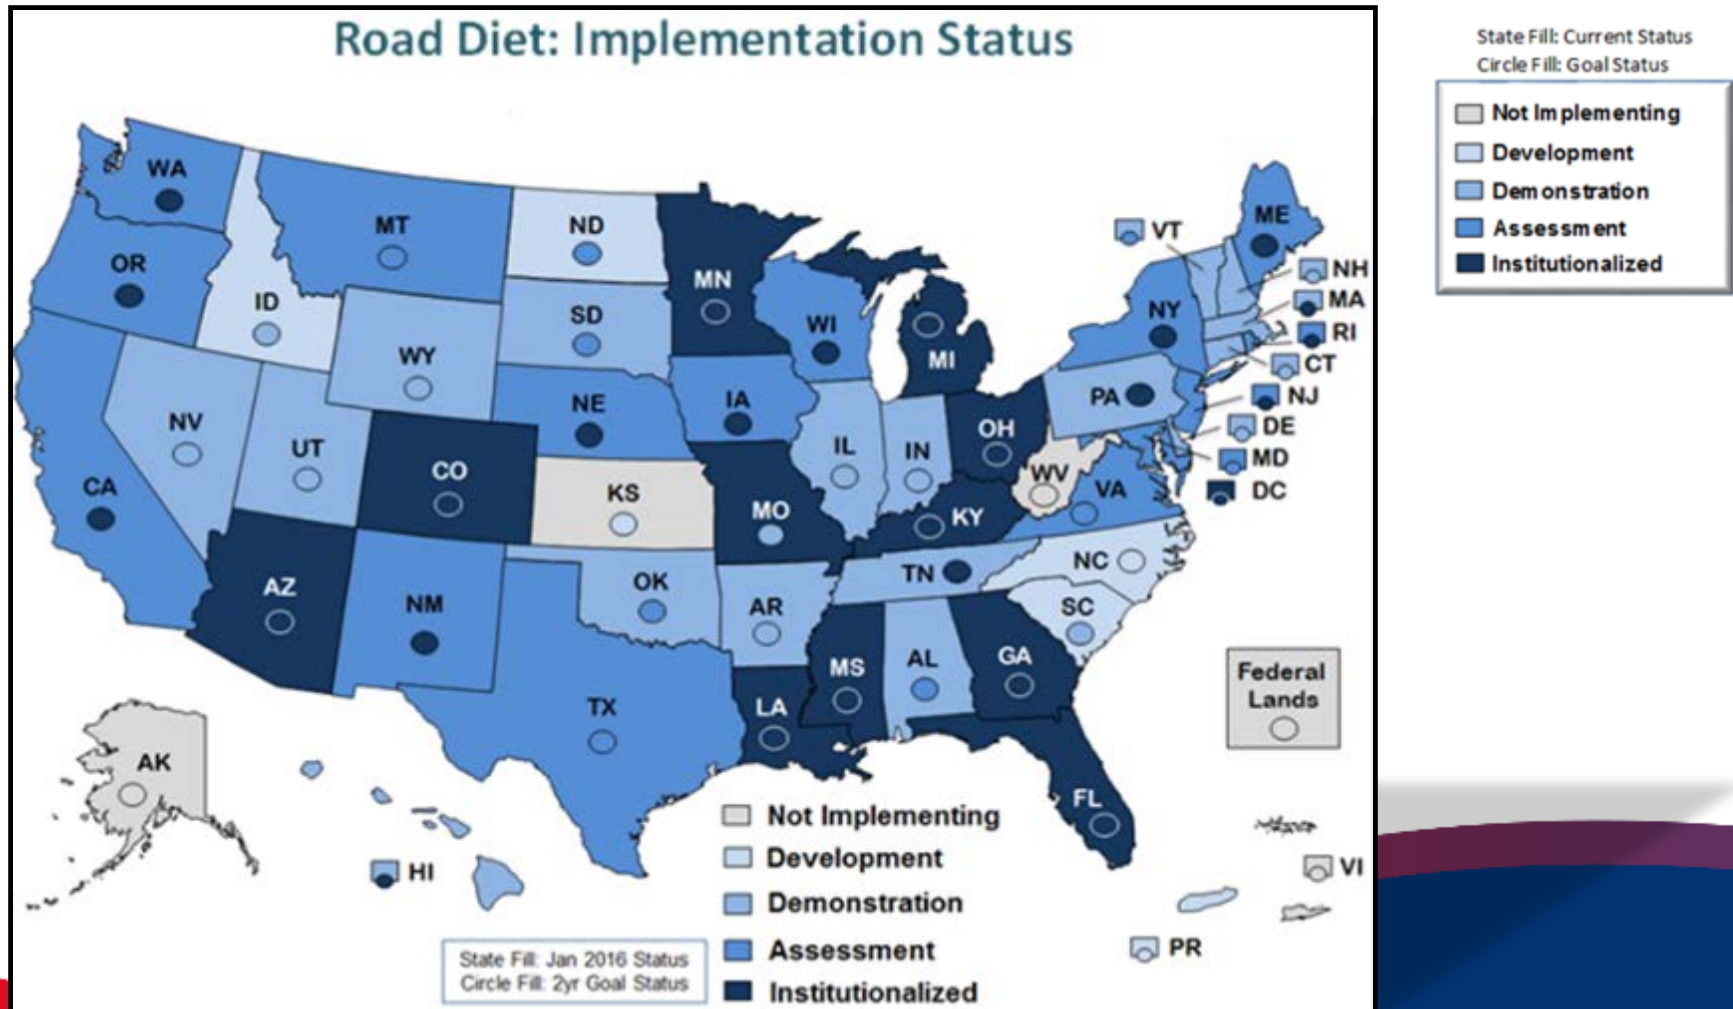 Road Diet: Implementation Status
State Fill: Current Status
Circle Fill: Goal Status
Not Implementing
Development
Demonstration
Assessment
Institutionalized
WA
MT
ND
MN
ME
VT
NH
MA
OR
ID
SD
WI
NY
RI
WY
MI
CT
NV
UT
NE
IA
PA
NJ
IL
IN
OH
DE
CO
MD
CA
KS
WV
VA
DC
MO
KY
AZ
NM
OK
AR
TN
NC
SC
MS
AL
GA
TX
LA
Federal
Lands
AK
FL
HI
VI
PR
Not Implementing
Development
Demonstration
Assessment
Institutionalized
State Fill: Jan 2016 Status
Circle Fill: 2yr Goal Status